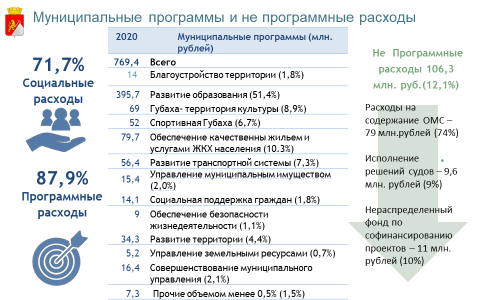 Муниципальные программы и не программные расходы
71,7%
Социальные
расходы
87,9%
Программные
расходы
2020 Муниципальные программы (млн.
рублей)
769,4 Всего
14 Благоустройство территории (1,8%)
395,7 Развитие образования (51,4%)
69 Губаха- территория культуры (8,9%)
52 Спортивная Губаха (6,7%)
79,7 Обеспечение качественны жильем и
услугами ЖКХ населения (10.3%)
56,4 Развитие транспортной системы (7,3%)
15,4 Управление муниципальным имуществом
(2,0%)
14,1 Социальная поддержка граждан (1,8%)
9 Обеспечение безопасности
жизнедеятельности (1,1%)
34,3 Развитие территории (4,4%)
5,2 Управление земельными ресурсами (0,7%)
16,4 Совершенствование муниципального
управления (2,1%)
7,3 Прочие объемом менее 0,5% (1,5%)
Не Программные
расходы 106,3
млн. руб.(12,1%)
Расходы на
содержание ОМС –
79 млн.рублей (74%)
Исполнение
решений судов – 9,6
млн. рублей (9%)
Нераспределенный
фонд по
софинансированию
проектов – 11 млн.
рублей (10%)